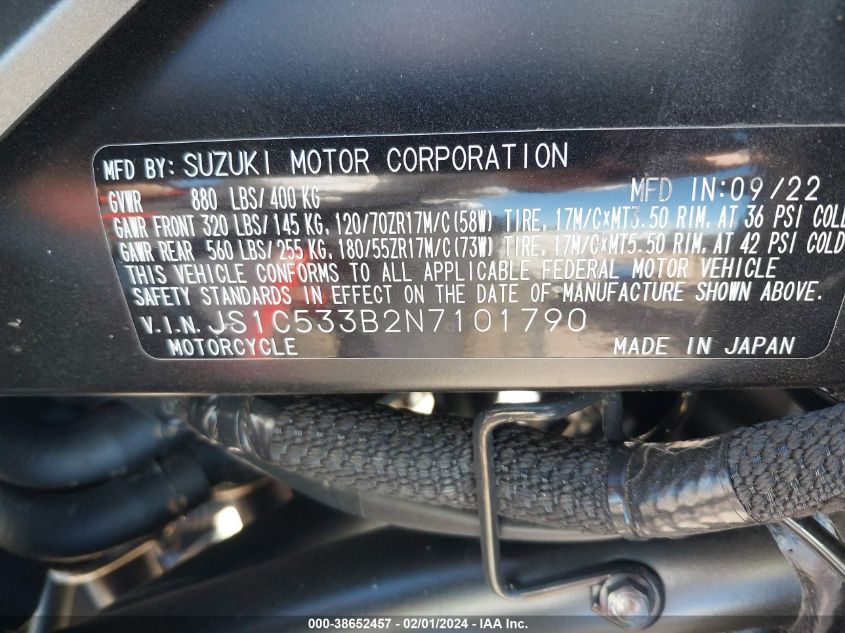 MFD BY: SUZUKI MOTOR CORPORATION
GVWR 880 LBS/400 KG MFD IN:09/22
GAWR FRONT 320 LBS/145 KG, 120/70ZR17M/C(58W) TIRE, 17M/C×MT3.50 RIM, AT 36 PSI COLD
GAWR REAR 560 LBS/255 KG, 180/55ZR17M/C(73W) TIRE, 17M/C×MT5.50 RIM, AT 42 PSI COLD
THIS VEHICLE CONFORMS TO ALL APPLICABLE FEDERAL MOTOR VEHICLE
SAFETY STANDARDS IN EFFECT ON THE DATE OF MANUFACTURE SHOWN ABOVE.
V.I.N. JS1C533B2N7101790
MOTORCYCLE MADE IN JAPAN
000-38652457 - 02/01/2024 - IAA Inc.